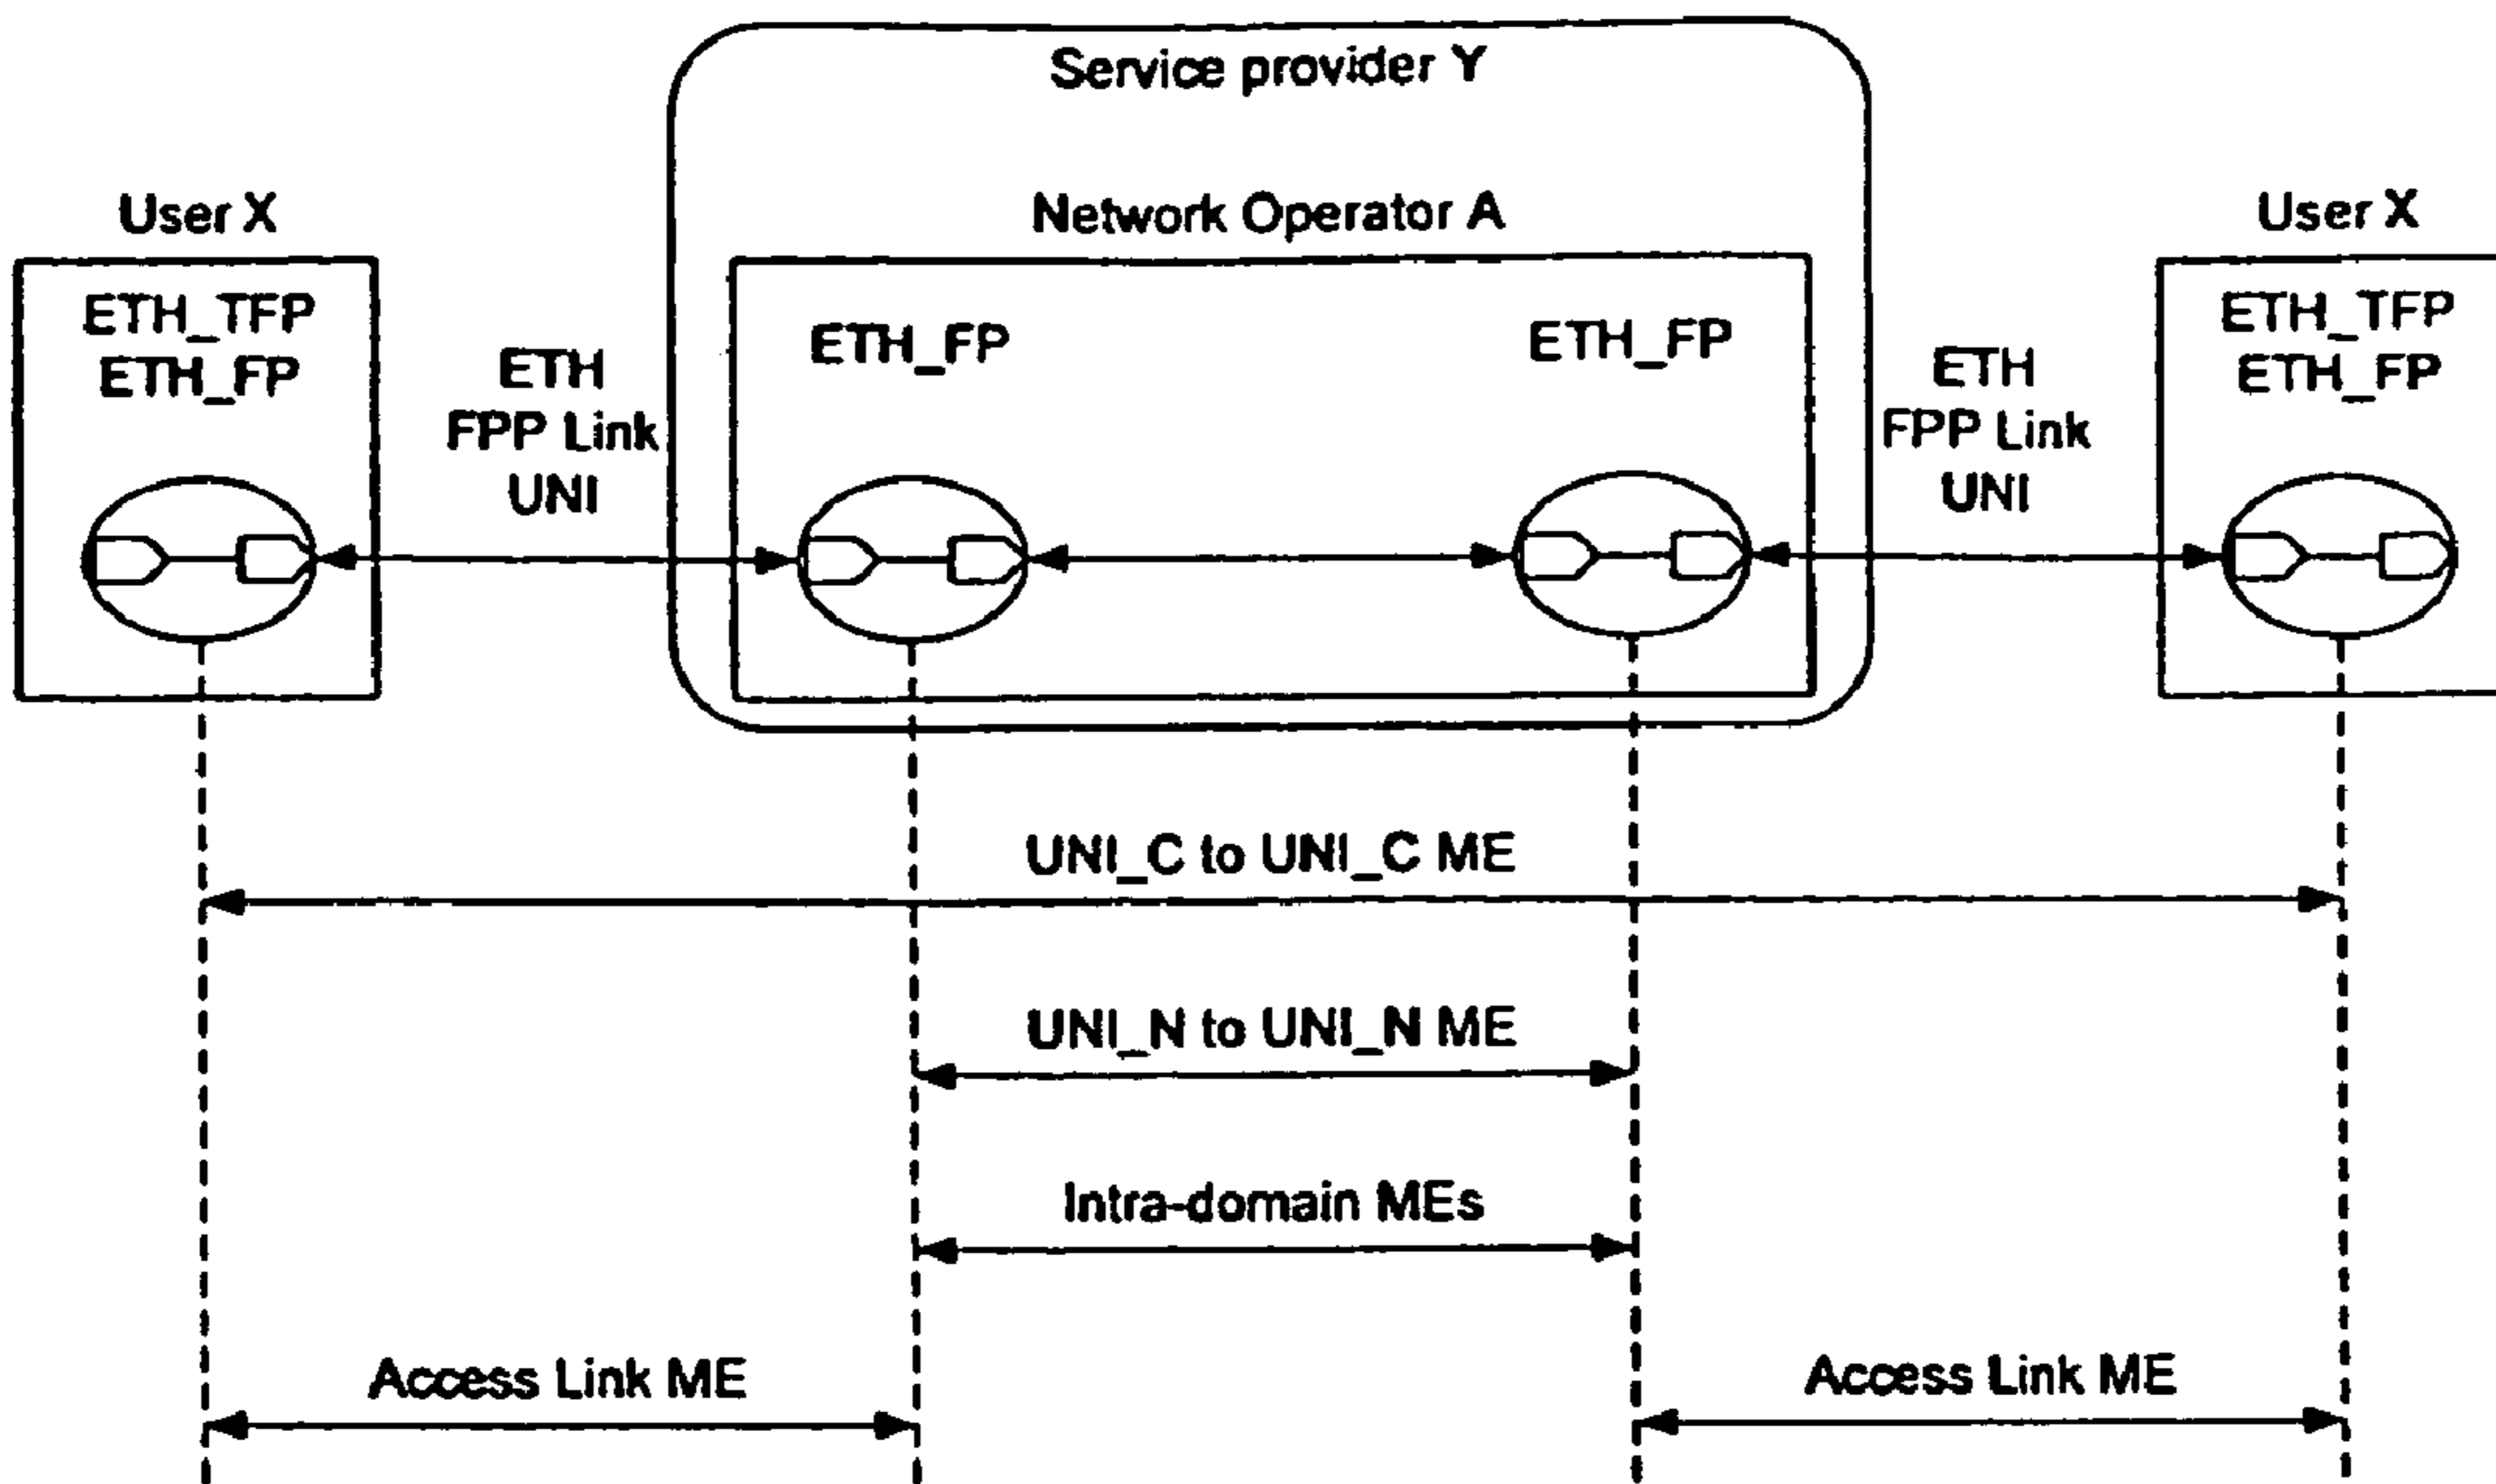 Service provider Y
User X
Network Operator A
User X
ETH_TFP
ETH_FP
ETH
FPP Link
UNI
ETH_FP
ETH_FP
ETH
FPP Link
UNI
ETH_TFP
ETH_FP
UNI_C to UNI_C ME
UNI_N to UNI_N ME
Intra-domain MEs
Access Link ME
Access Link ME